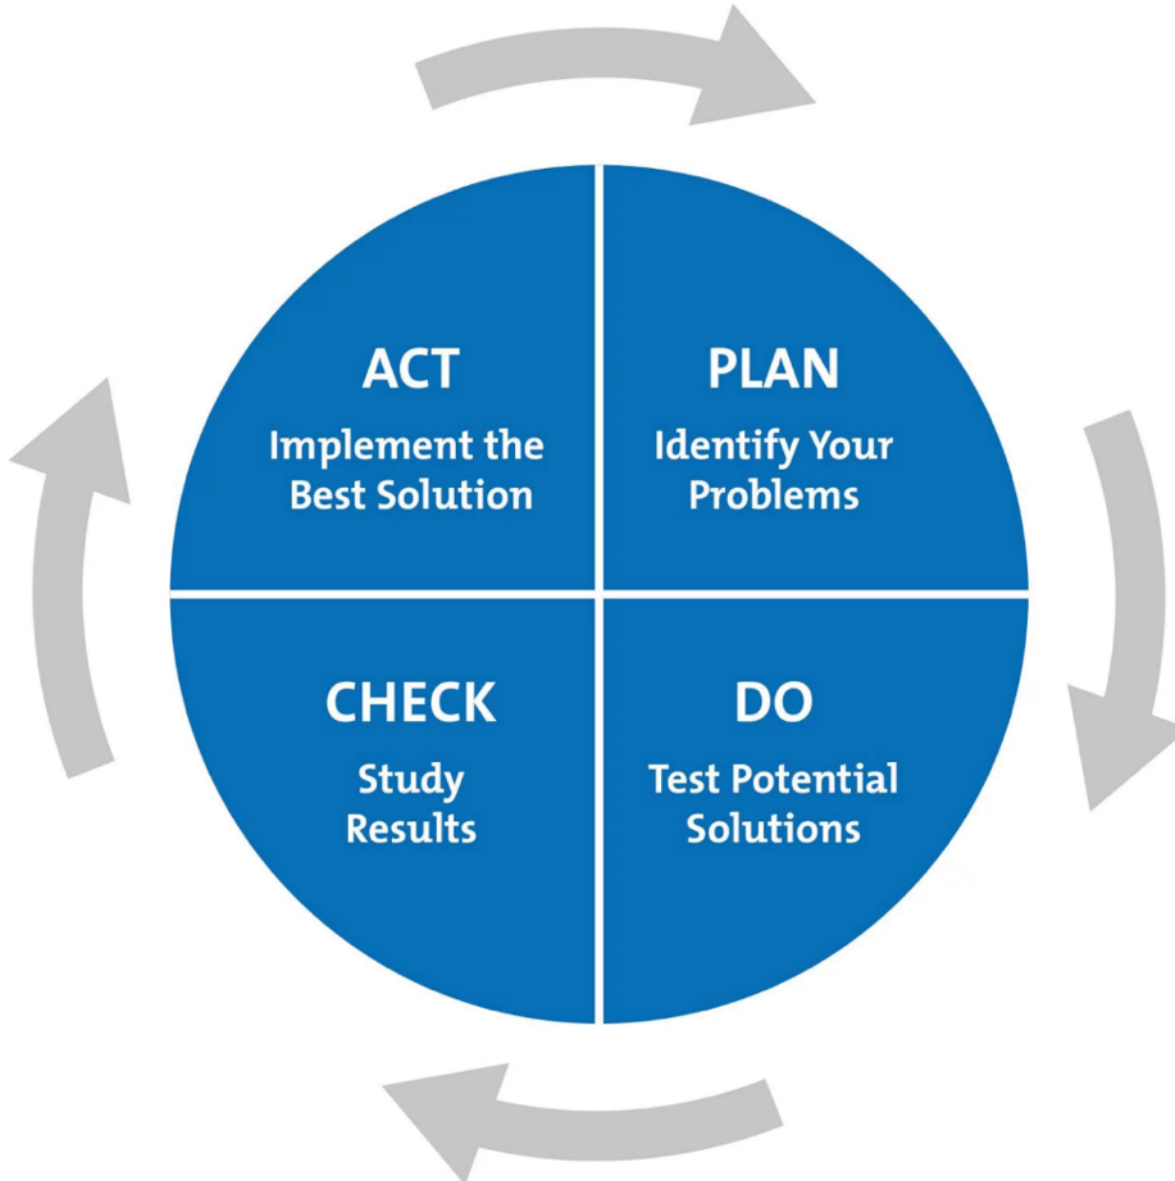 ACT
Implement the
Best Solution
PLAN
Identify Your
Problems
CHECK
Study
Results
DO
Test Potential
Solutions